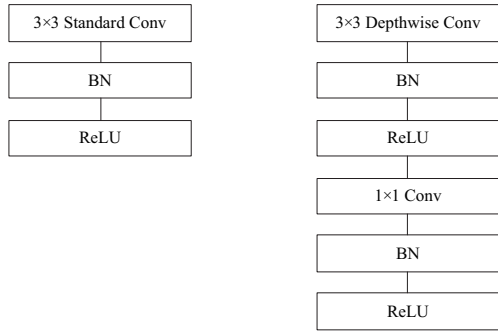 3×3 Standard Conv
BN
ReLU
3×3 Depthwise Conv
BN
ReLU
1×1 Conv
BN
ReLU